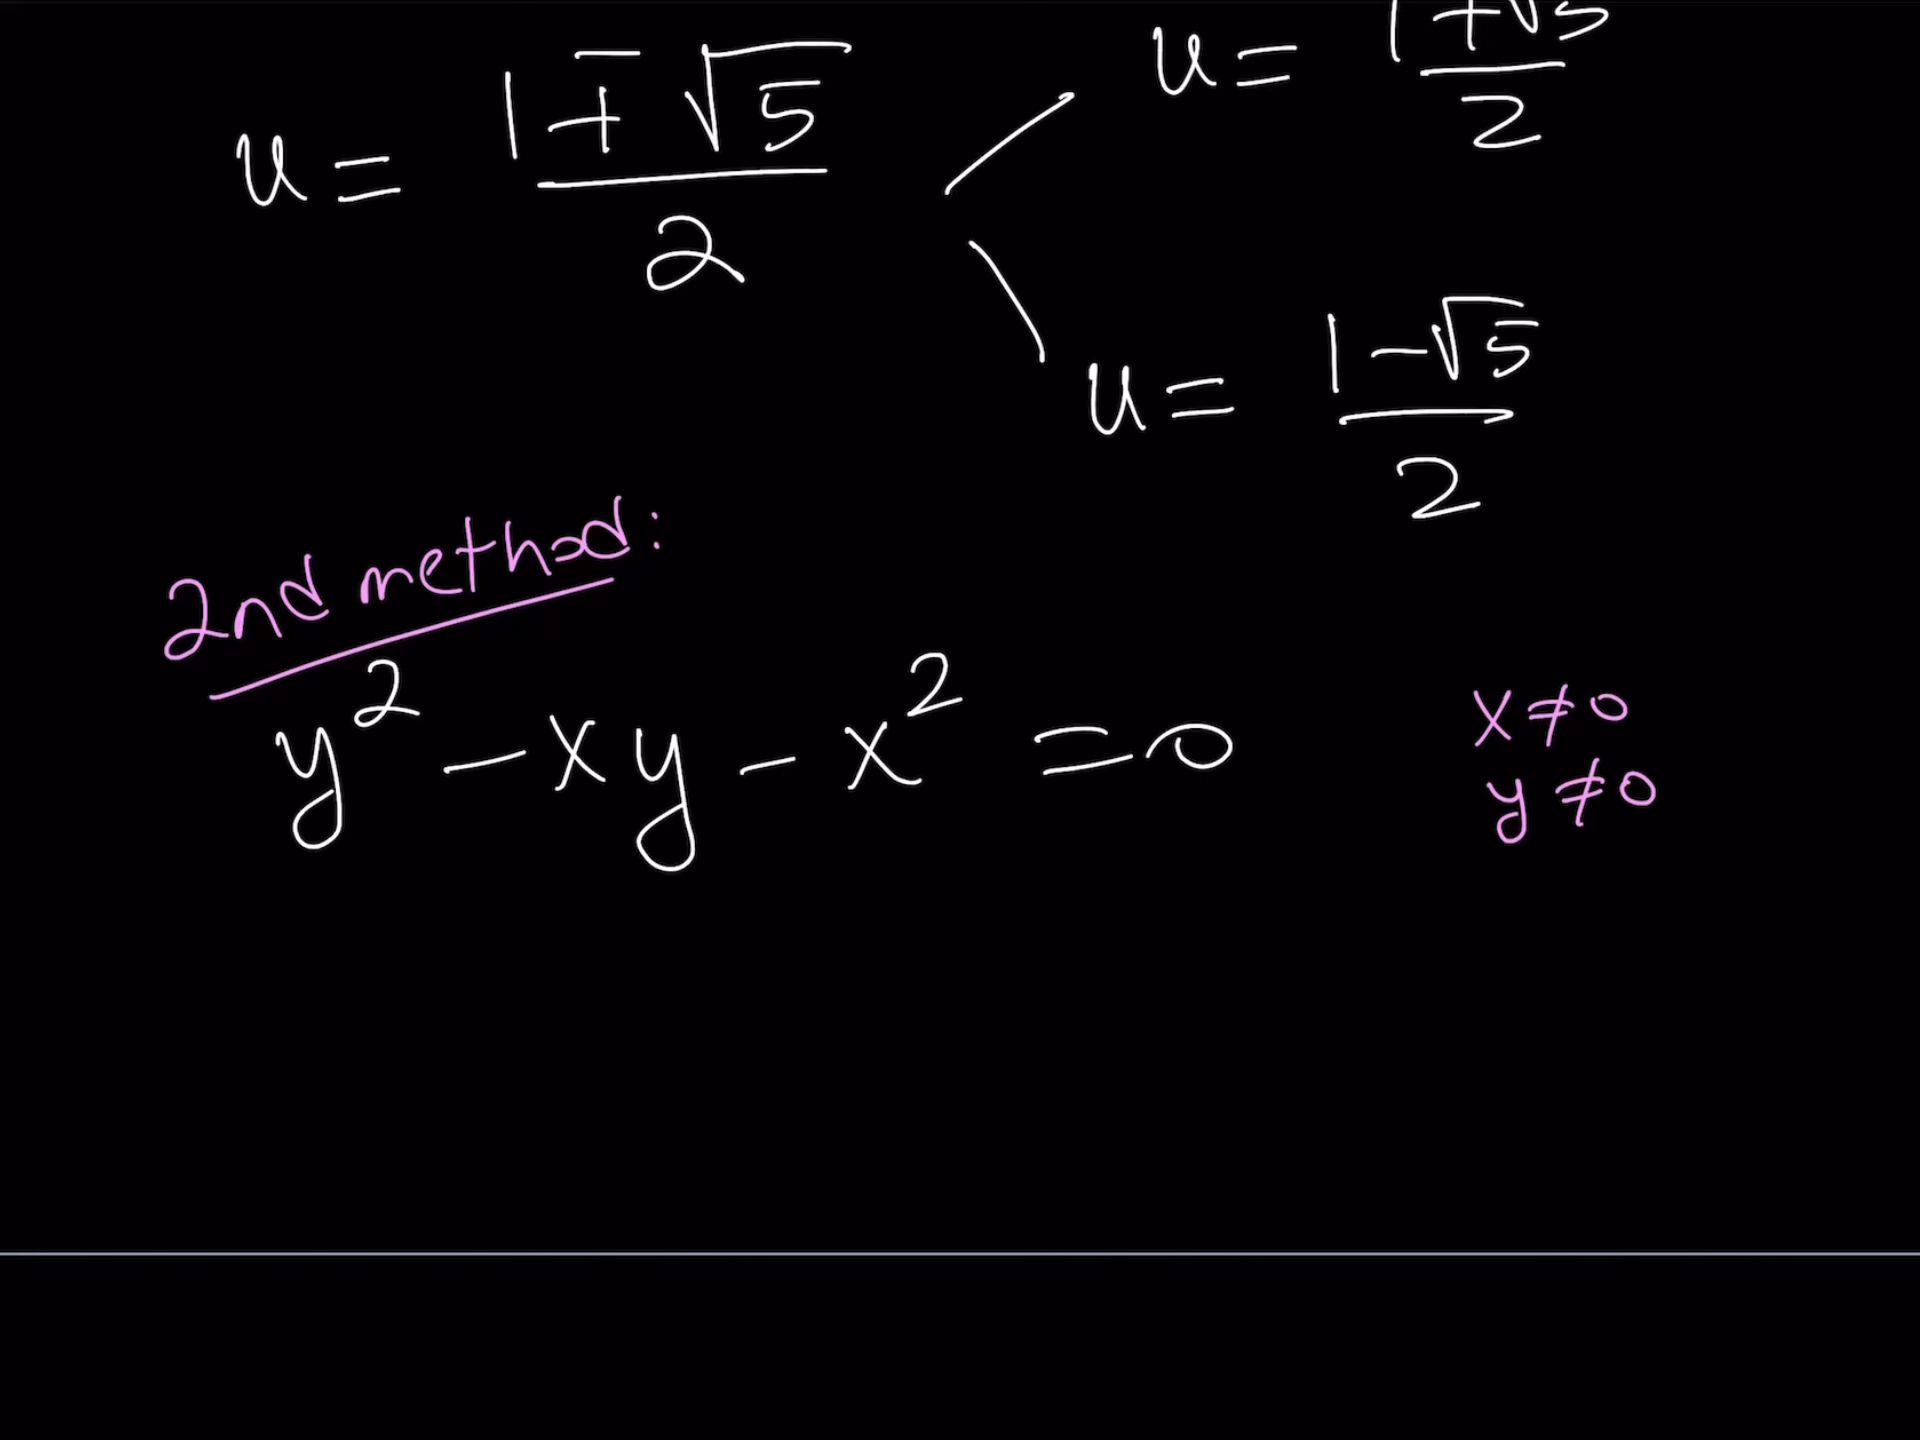 u = (1 ∓ √5)/2
u = (1+√5)/2
u = (1-√5)/2
2nd method:
y² - xy - x² = 0
x ≠ 0
y ≠ 0